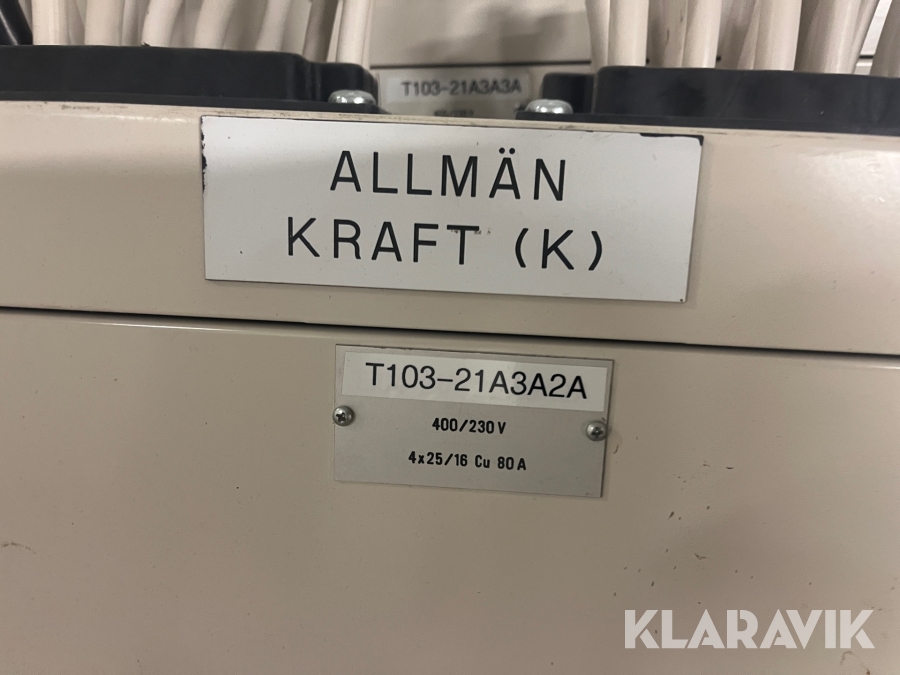 T103-21A3A3A
ALLMÄN
KRAFT (K)
T103-21A3A2A
400/230 V
4x25/16 Cu 80 A
KLARAVIK